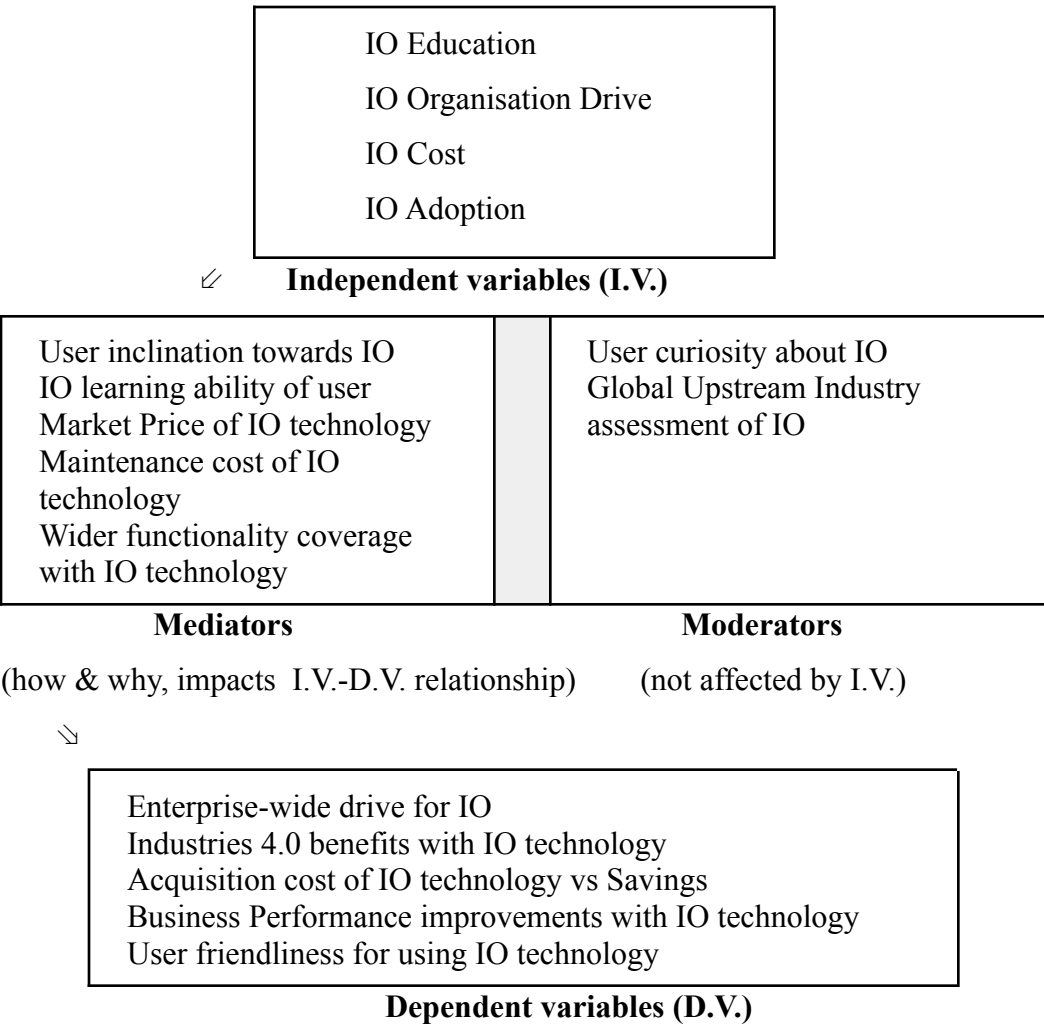 IO Education
IO Organisation Drive
IO Cost
IO Adoption
Independent variables (I.V.)
User inclination towards IO
IO learning ability of user
Market Price of IO technology
Maintenance cost of IO
technology
Wider functionality coverage
with IO technology
User curiosity about IO
Global Upstream Industry
assessment of IO
Mediators
Moderators
(how & why, impacts I.V.-D.V. relationship)
(not affected by I.V.)
Enterprise-wide drive for IO
Industries 4.0 benefits with IO technology
Acquisition cost of IO technology vs Savings
Business Performance improvements with IO technology
User friendliness for using IO technology
Dependent variables (D.V.)